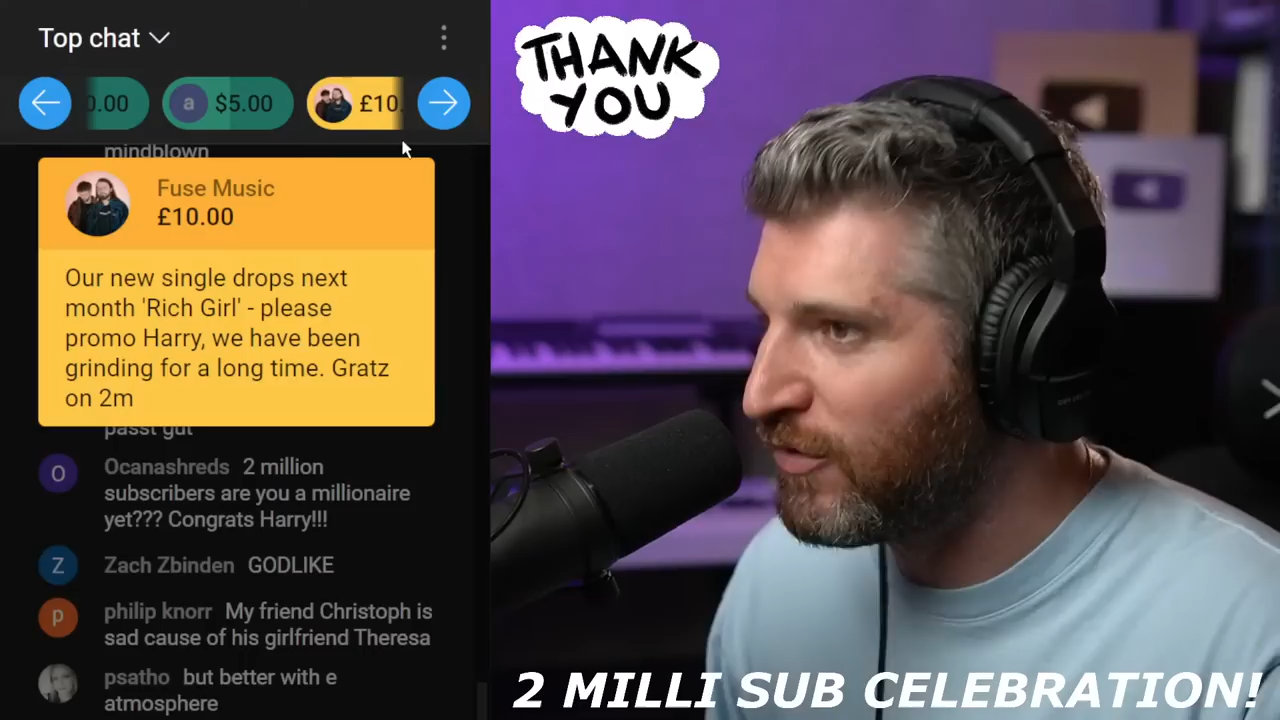 Top chat
0.00
a $5.00
£10.
THANK
YOU
mindblown
Fuse Music
£10.00
Our new single drops next
month 'Rich Girl' - please
promo Harry, we have been
grinding for a long time. Gratz
on 2m
passt gut
O Ocanashreds 2 million
subscribers are you a millionaire
yet??? Congrats Harry!!!
Z Zach Zbinden GODLIKE
p philip knorr My friend Christoph is
sad cause of his girlfriend Theresa
psatho but better with e
atmosphere
2 MILLI SUB CELEBRATION!